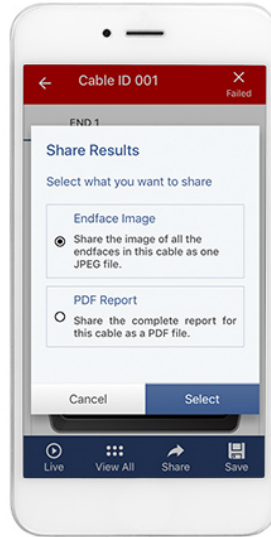 Cable ID 001
Failed
END 1
Share Results
Select what you want to share
Endface Image
Share the image of all the
endfaces in this cable as one
JPEG file.
PDF Report
Share the complete report for
this cable as a PDF file.
Cancel
Select
Live
View All
Share
Save